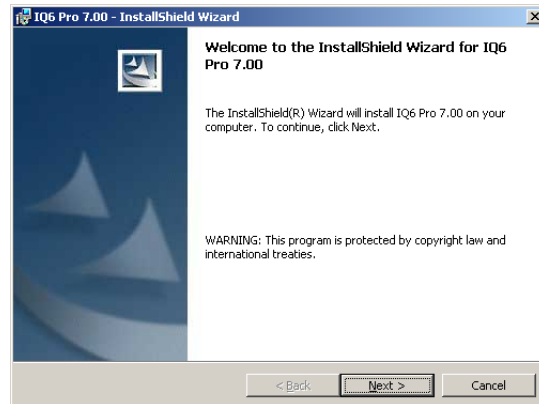 IQ6 Pro 7.00 - InstallShield Wizard
Welcome to the InstallShield Wizard for IQ6
Pro 7.00
The InstallShield(R) Wizard will install IQ6 Pro 7.00 on your
computer. To continue, click Next.
WARNING: This program is protected by copyright law and
international treaties.
< Back
Next >
Cancel